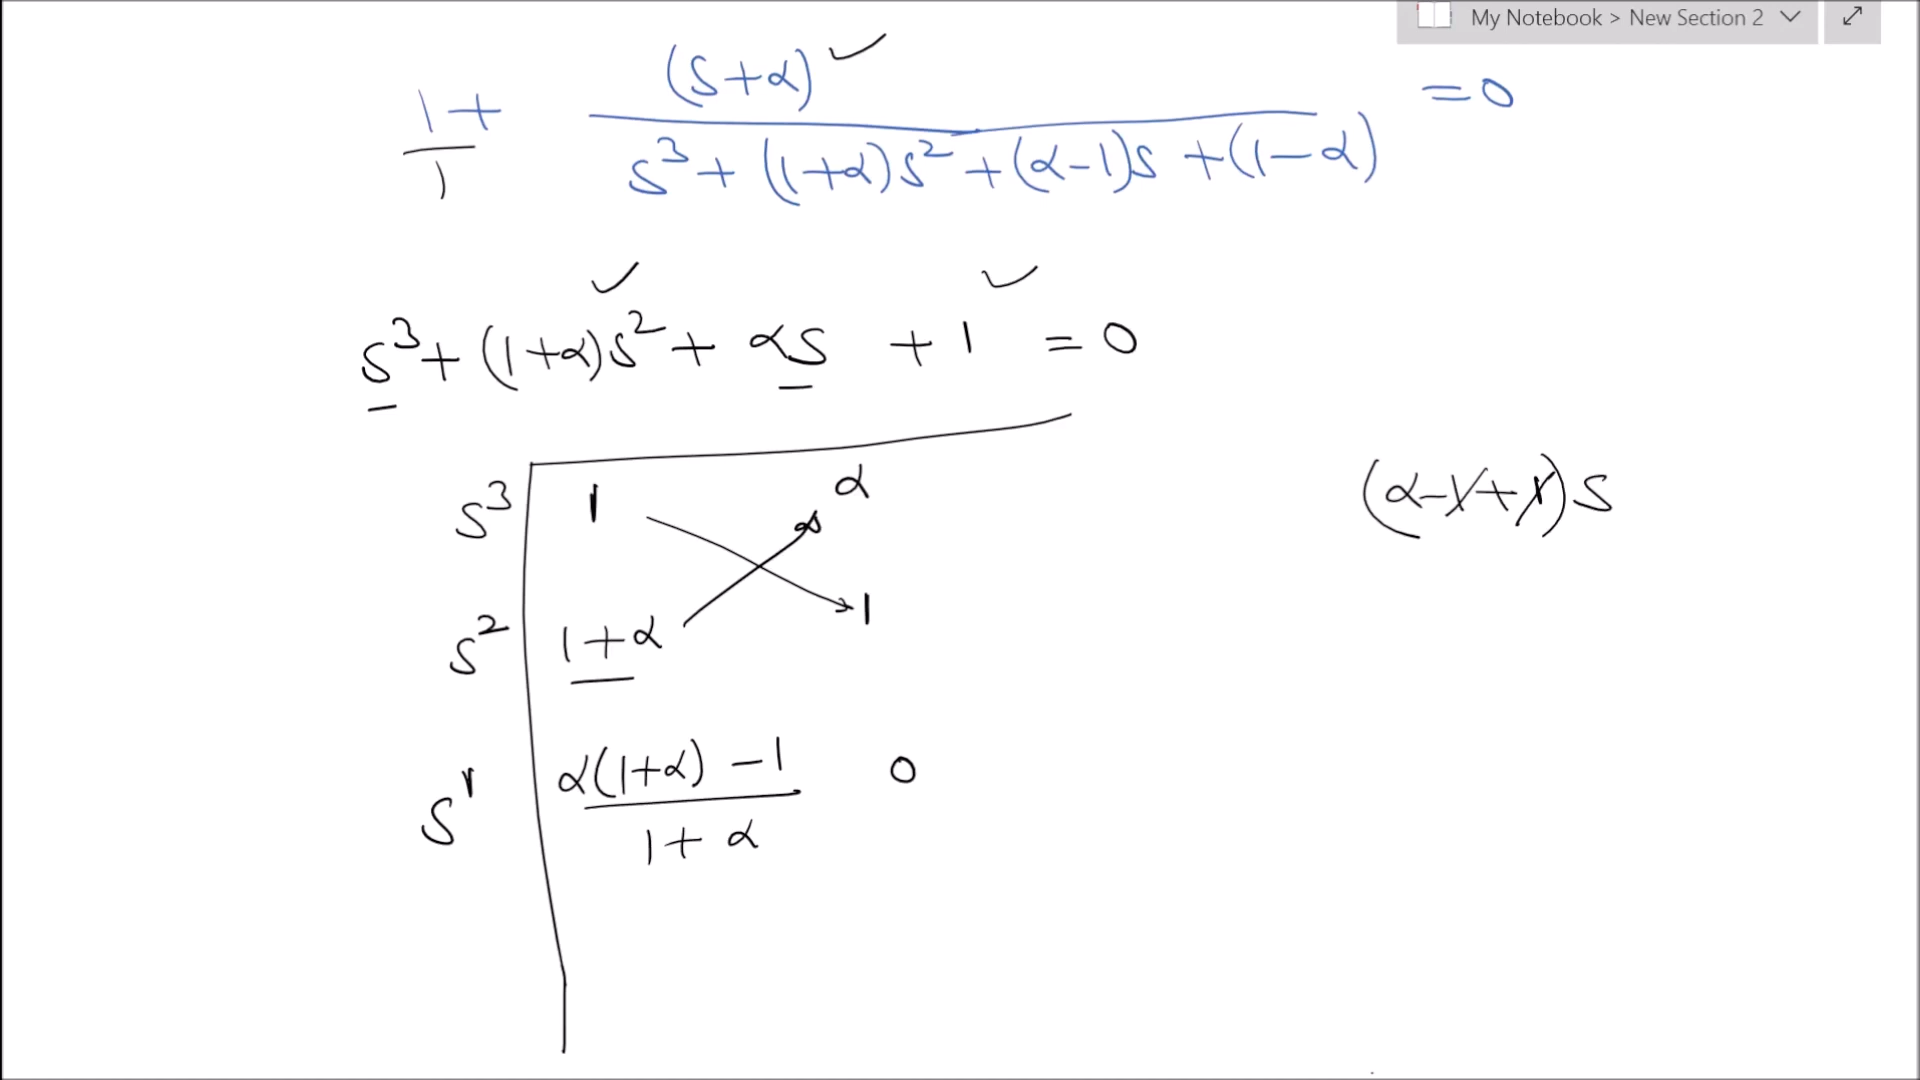 My Notebook > New Section 2
1 + (s+α) = 0
1 s³ + (1+α)s² + (α-1)s + (1-α)
s³ + (1+α)s² + αs + 1 = 0
s³ 1 α
(α-1+1)s
s² 1+α 1
s¹ α(1+α) -1 0
1+ α